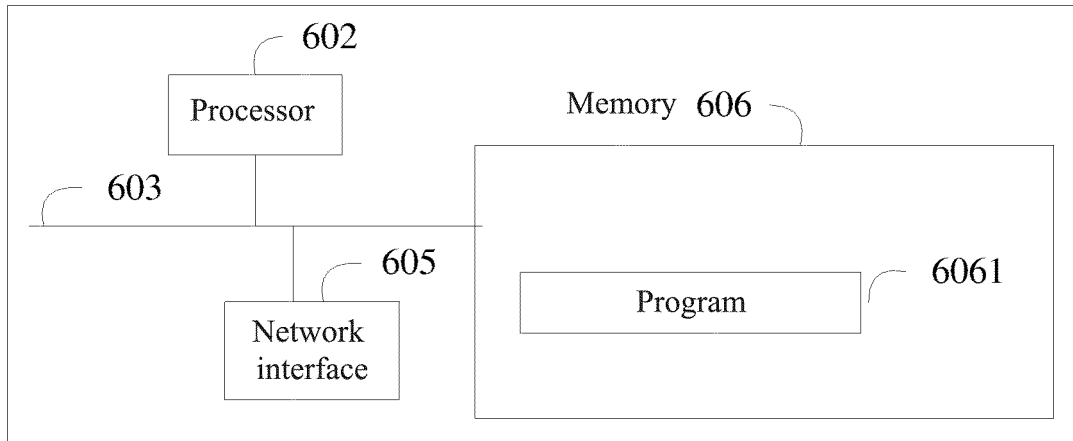 602
Processor
Memory 606
603
605
6061
Program
Network
interface